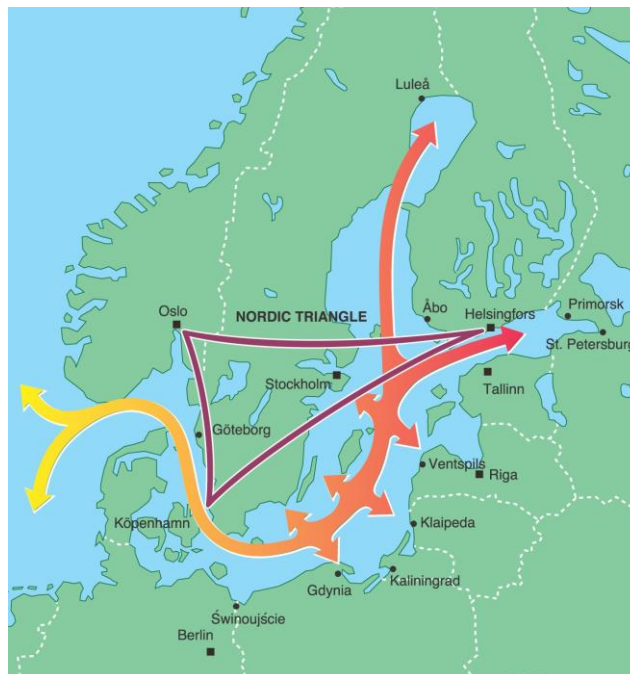 Luleå
Oslo
NORDIC TRIANGLE
Åbo
Helsingfors
Primorsk
St. Petersburg
Stockholm
Tallinn
Göteborg
Ventspils
Riga
Köpenhamn
Klaipeda
Gdynia
Kaliningrad
Świnoujście
Berlin